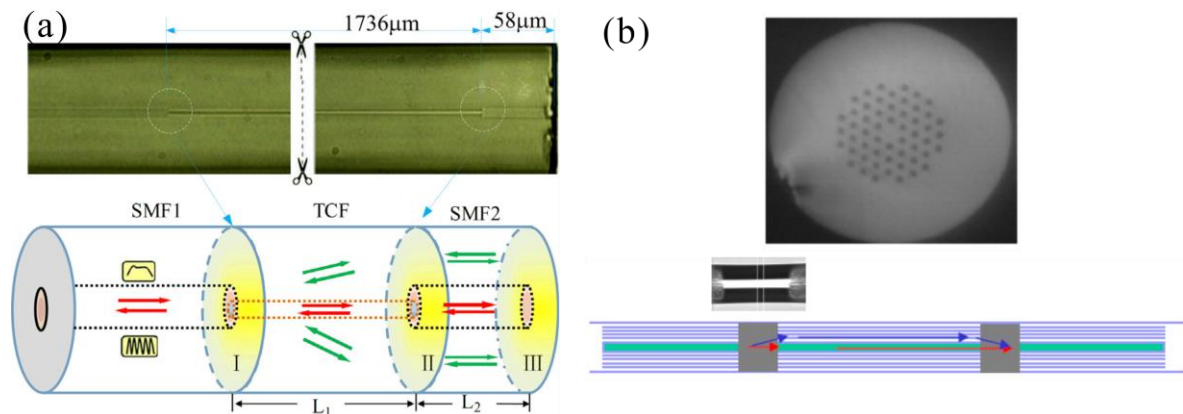 (a)
1736μm
58μm
(b)
SMF1
TCF
SMF2
I
II
III
L₁
L₂